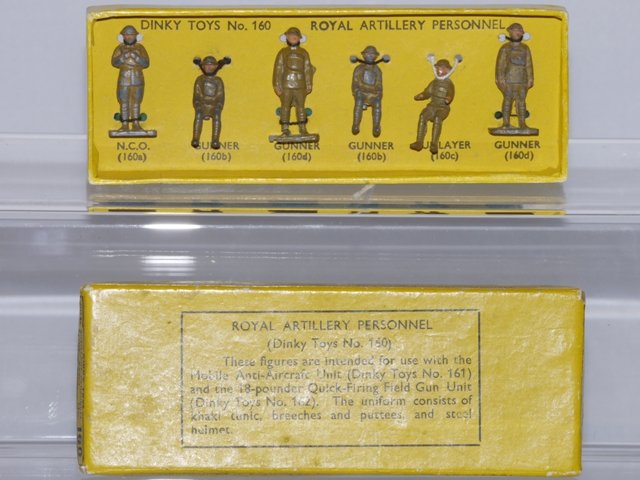 DINKY TOYS No. 160 ROYAL ARTILLERY PERSONNEL
N.C.O. GUNNER GUNNER GUNNER LAYER GUNNER
(160a) (160b) (160d) (160b) (160c) (160d)
ROYAL ARTILLERY PERSONNEL
(Dinky Toys No. 160)
These figures are intended for use with the
Mobile Anti-Aircraft Unit (Dinky Toys No. 161)
and the 18-pounder Quick-Firing Field Gun Unit
(Dinky Toys No. 162). The uniform consists of
khaki tunic, breeches and puttees, and steel
helmet.